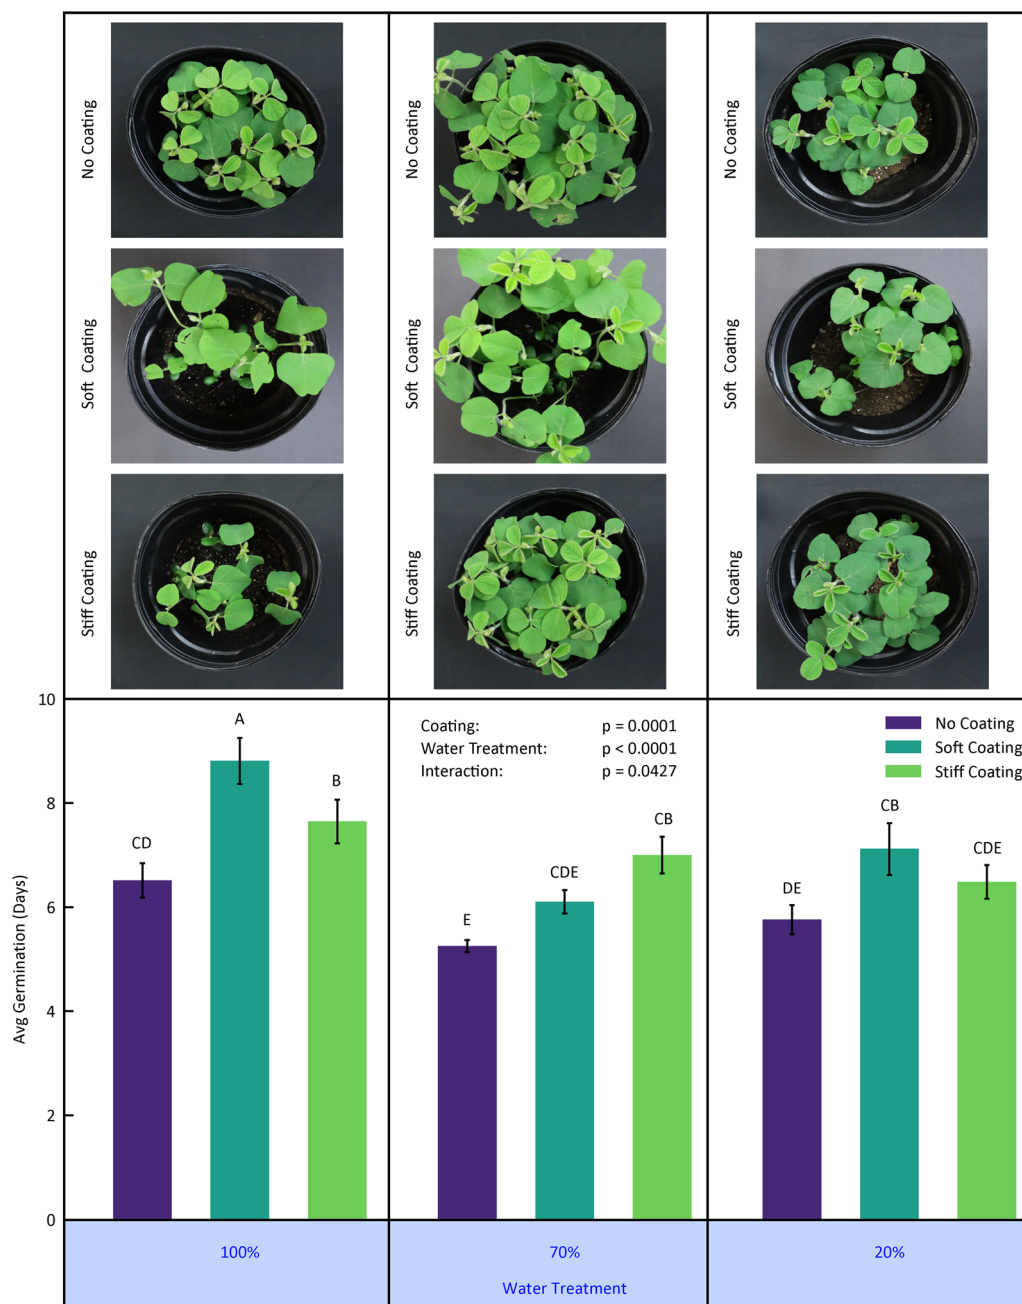 No Coating
No Coating
No Coating
Soft Coating
Soft Coating
Soft Coating
Stiff Coating
Stiff Coating
Stiff Coating
10
8
6
4
2
0
Avg Germination (Days)
A
B
CD
Coating: p = 0.0001
Water Treatment: p < 0.0001
Interaction: p = 0.0427
CB
CDE
E
No Coating
Soft Coating
Stiff Coating
CB
CDE
DE
100%
70%
20%
Water Treatment